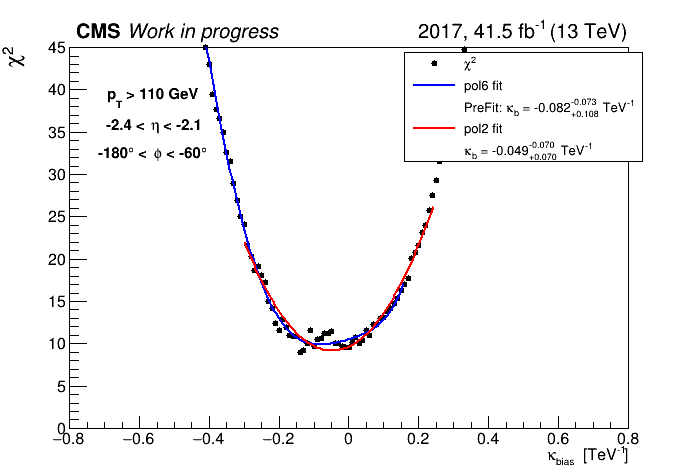 CMS Work in progress 2017, 41.5 fb⁻¹ (13 TeV)
χ²
45
40
35
30
25
20
15
10
5
0
p_T > 110 GeV
-2.4 < η < -2.1
-180° < ϕ < -60°
χ²
pol6 fit
PreFit: κ_b = -0.082 -0.073 +0.108 TeV⁻¹
pol2 fit
κ_b = -0.049 -0.070 +0.070 TeV⁻¹
−0.8 −0.6 −0.4 −0.2 0 0.2 0.4 0.6 0.8
κ_bias [TeV⁻¹]